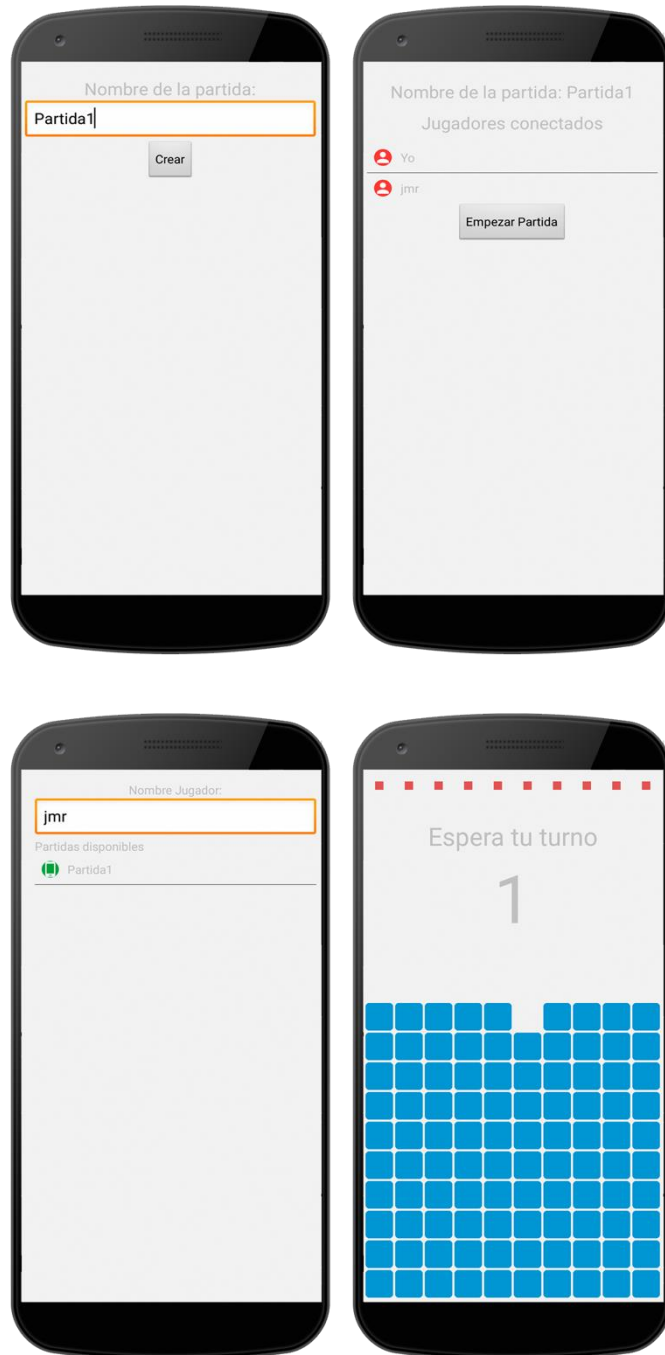 Nombre de la partida:
Partida1
Crear
Nombre de la partida: Partida1
Jugadores conectados
Yo
jmr
Empezar Partida
Nombre Jugador:
jmr
Partidas disponibles
Partida1
Espera tu turno
1